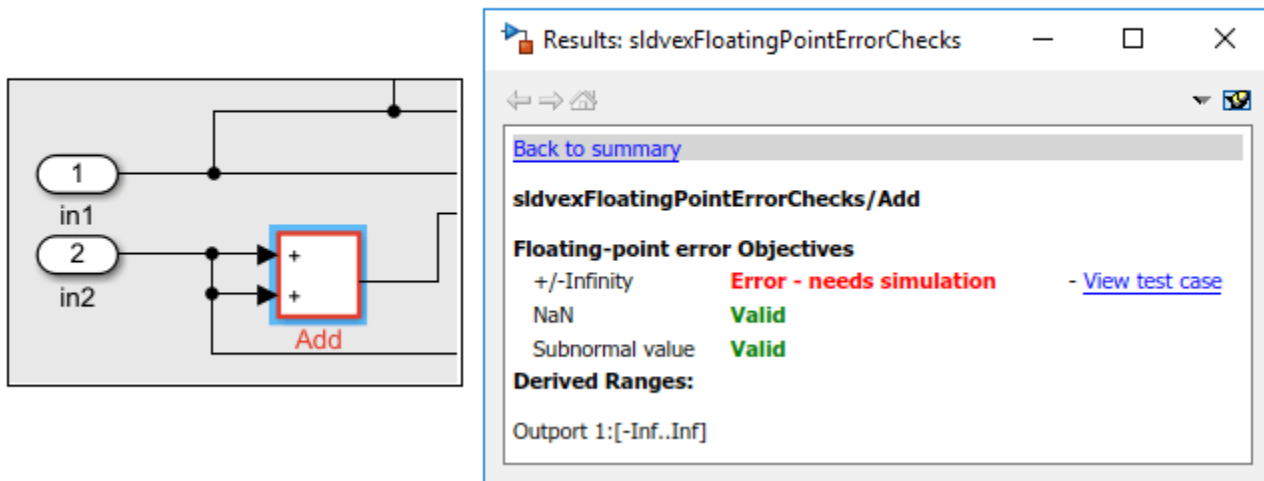 1
in1
2
in2
+
+
Add
Results: sldvexFloatingPointErrorChecks
Back to summary
sldvexFloatingPointErrorChecks/Add
Floating-point error Objectives
+/-Infinity Error - needs simulation - View test case
NaN Valid
Subnormal value Valid
Derived Ranges:
Outport 1:[-Inf..Inf]